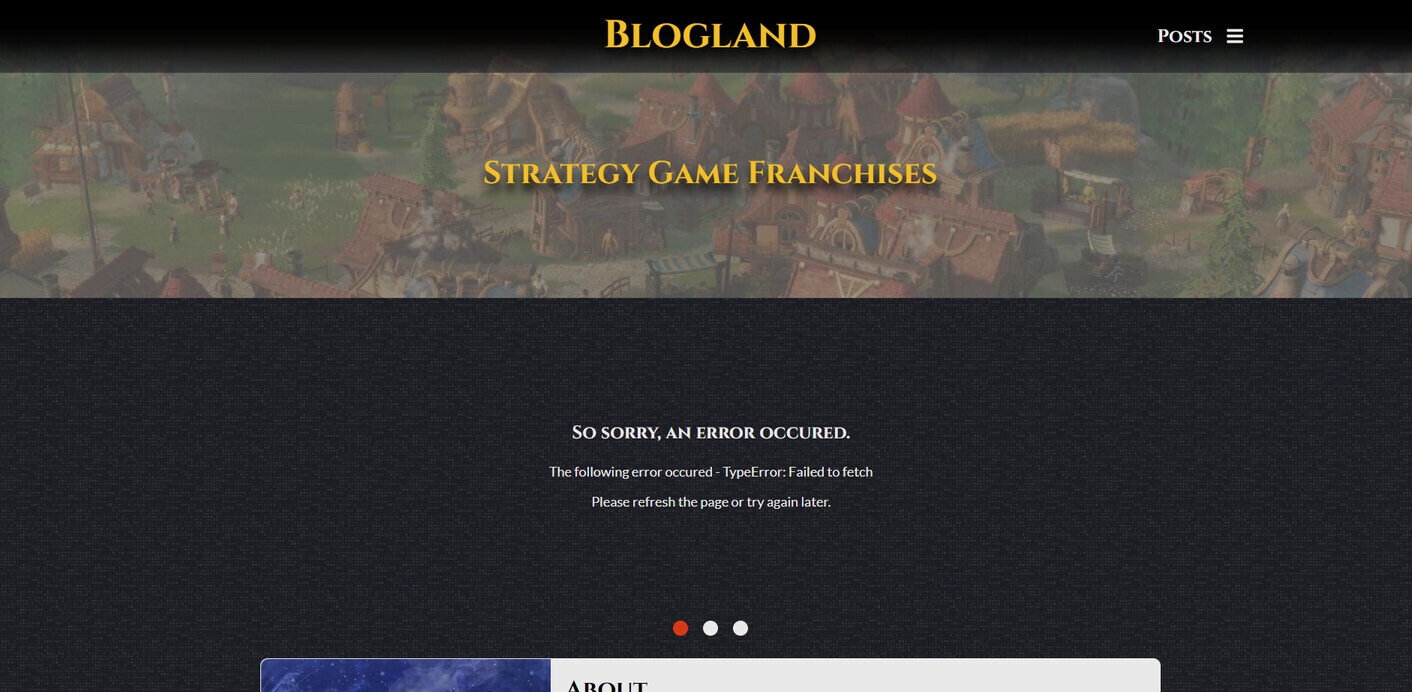 Blogland
Posts
Strategy Game Franchises
So sorry, an error occured.
The following error occured - TypeError: Failed to fetch
Please refresh the page or try again later.
About